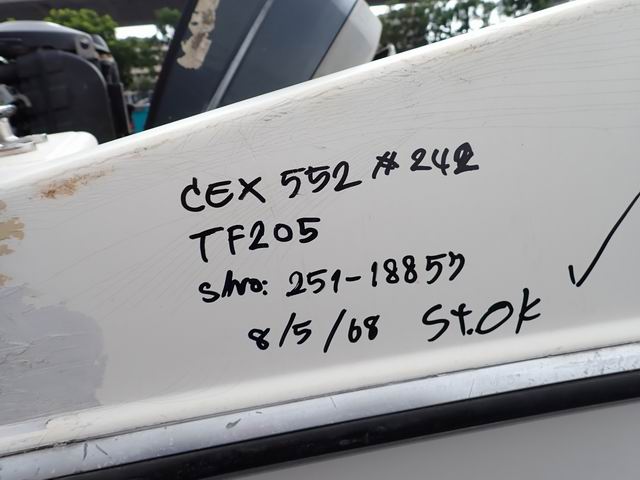 CEX 552 # 242
TF205
S/no: 251-18857
8/5/68 St.OK